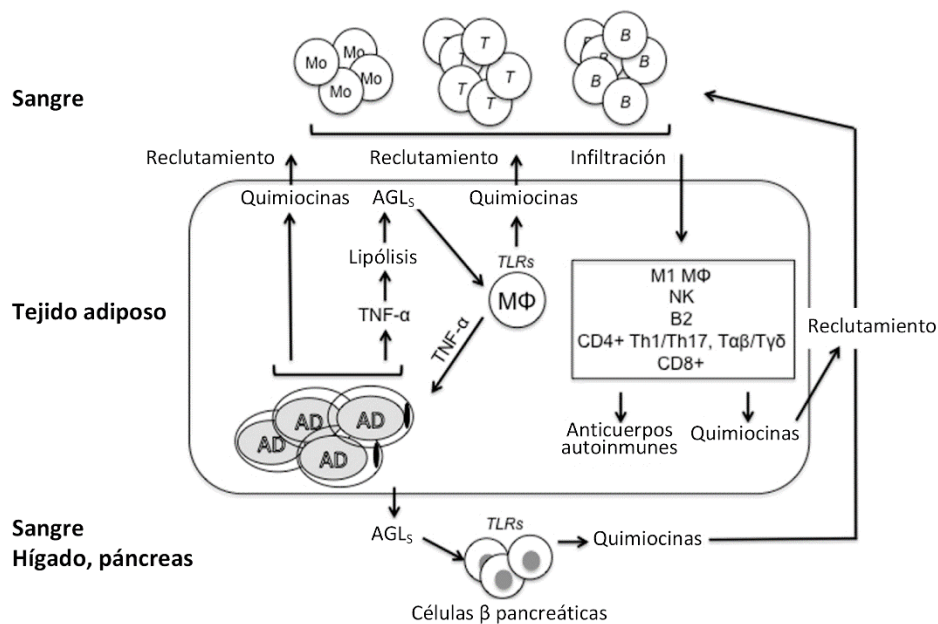 Mo
Mo
Mo
Mo
T
T
T
T
T
T
B
B
B
B
B
B
Sangre
Reclutamiento
Reclutamiento
Infiltración
Quimiocinas
AGLS
Quimiocinas
Lipólisis
TLRs
MΦ
TNF-α
TNF-α
Tejido adiposo
M1 MΦ
NK
B2
CD4+ Th1/Th17, Tαβ/Tγδ
CD8+
Reclutamiento
AD
AD
AD
AD
Anticuerpos
autoinmunes
Quimiocinas
Sangre
Hígado, páncreas
AGLS
TLRs
Quimiocinas
Células β pancreáticas